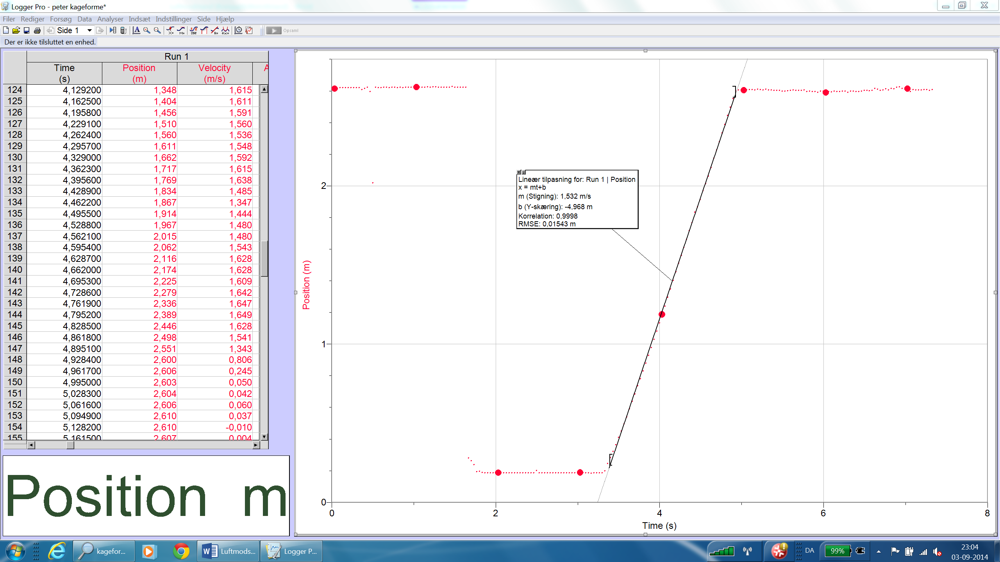 Logger Pro - peter kageforme*
Filer Rediger Forsøg Data Analyser Indsæt Indstillinger Side Hjælp
Side 1 Opsaml
Der er ikke tilsluttet en enhed.
Run 1
Time Position Velocity A
(s) (m) (m/s)
124 4,129200 1,348 1,615
125 4,162500 1,404 1,611
126 4,195800 1,456 1,591
127 4,229100 1,510 1,560
128 4,262400 1,560 1,536
129 4,295700 1,611 1,548
130 4,329000 1,662 1,592
131 4,362300 1,717 1,615
132 4,395600 1,769 1,638
133 4,428900 1,834 1,485
134 4,462200 1,867 1,347
135 4,495500 1,914 1,444
136 4,528800 1,967 1,480
137 4,562100 2,015 1,480
138 4,595400 2,062 1,543
139 4,628700 2,116 1,628
140 4,662000 2,174 1,628
141 4,695300 2,225 1,609
142 4,728600 2,279 1,642
143 4,761900 2,336 1,647
144 4,795200 2,389 1,649
145 4,828500 2,446 1,628
146 4,861800 2,498 1,541
147 4,895100 2,551 1,343
148 4,928400 2,600 0,806
149 4,961700 2,606 0,245
150 4,995000 2,603 0,050
151 5,028300 2,604 0,042
152 5,061600 2,606 0,060
153 5,094900 2,610 0,037
154 5,128200 2,610 -0,010
155 5,161500 2,607 0,004
Position m
Position (m)
2
1
0
Lineær tilpasning for: Run 1 | Position
x = mt+b
m (Stigning): 1,532 m/s
b (Y-skæring): -4,968 m
Korrelation: 0,9998
RMSE: 0,01543 m
0 2 4 6 8
Time (s)
kagefor... Luftmods... Logger P... DA 99% 23:04
03-09-2014